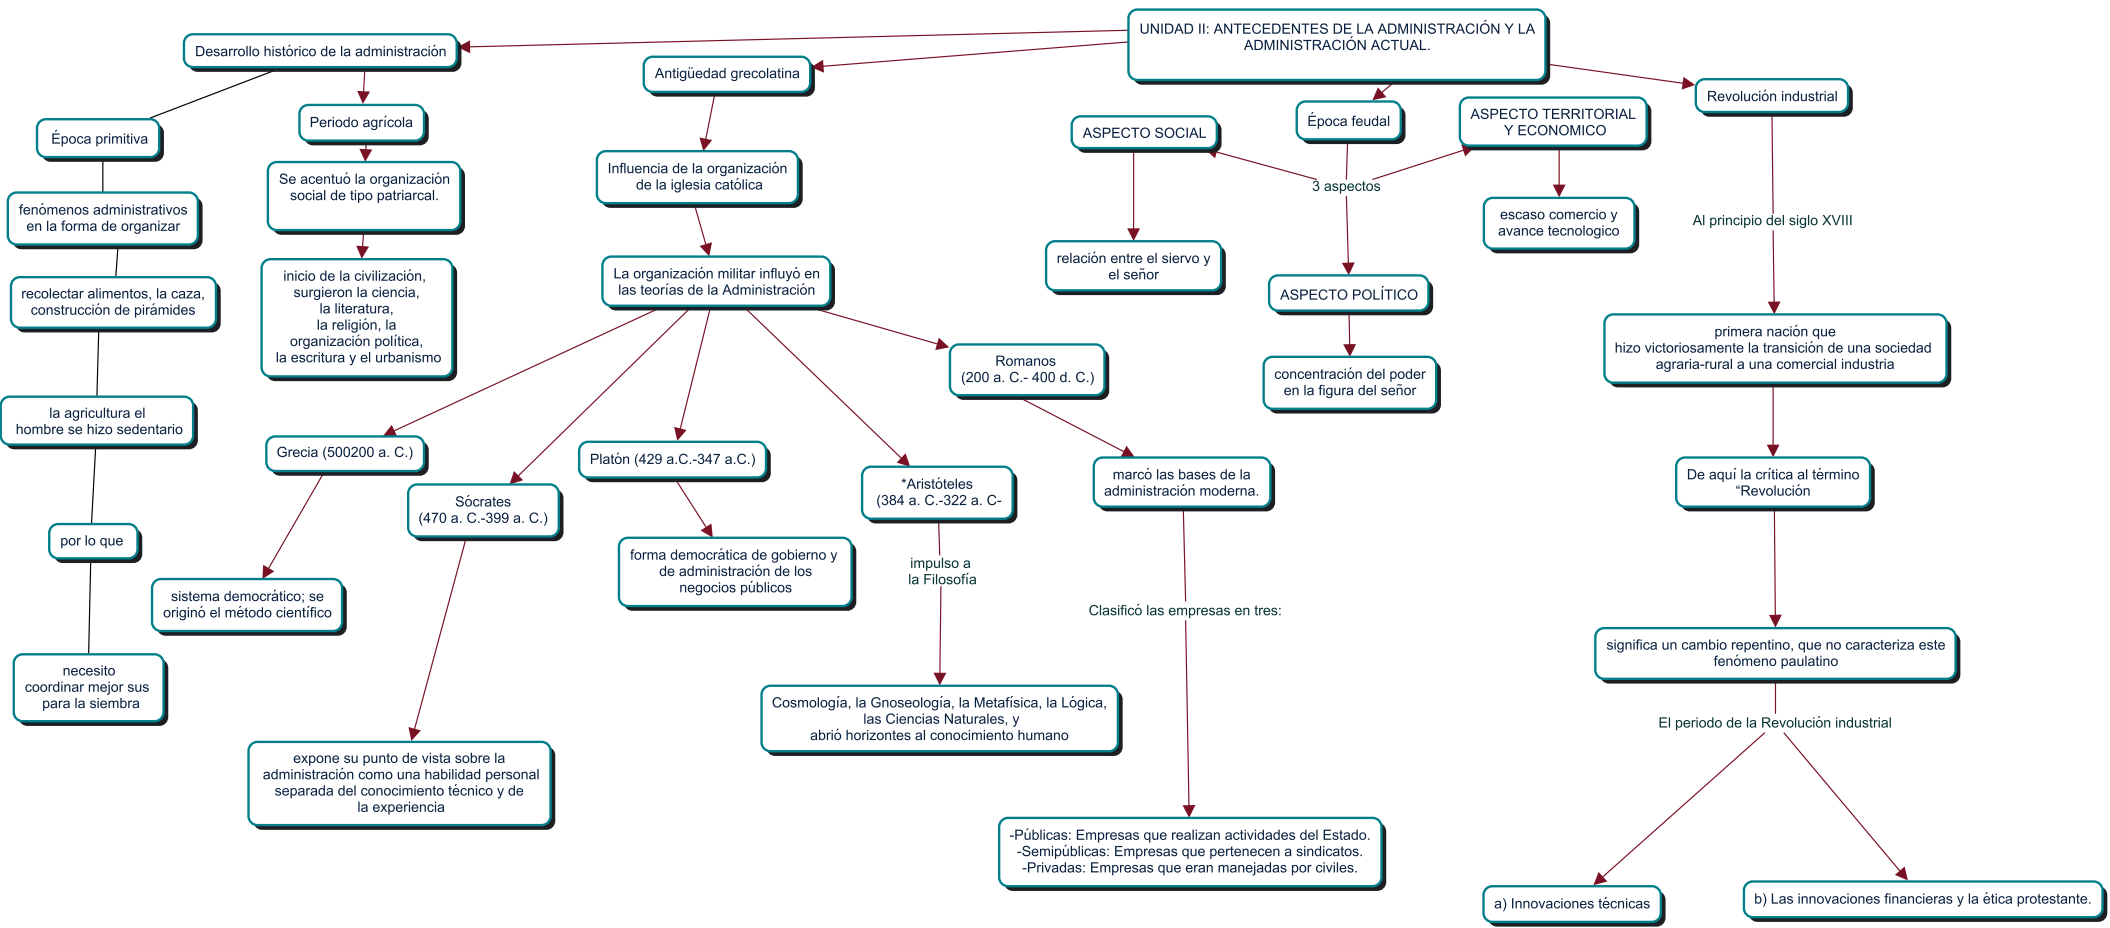 UNIDAD II: ANTECEDENTES DE LA ADMINISTRACIÓN Y LA
ADMINISTRACIÓN ACTUAL.
Desarrollo histórico de la administración
Época primitiva
fenómenos administrativos
en la forma de organizar
recolectar alimentos, la caza,
construcción de pirámides
la agricultura el
hombre se hizo sedentario
por lo que
necesito
coordinar mejor sus
para la siembra
Periodo agrícola
Se acentuó la organización
social de tipo patriarcal.
inicio de la civilización,
surgieron la ciencia,
la literatura,
la religión, la
organización política,
la escritura y el urbanismo
Antigüedad grecolatina
Influencia de la organización
de la iglesia católica
La organización militar influyó en
las teorías de la Administración
Grecia (500200 a. C.)
sistema democrático; se
originó el método científico
Sócrates
(470 a. C.-399 a. C.)
expone su punto de vista sobre la
administración como una habilidad personal
separada del conocimiento técnico y de
la experiencia
Platón (429 a.C.-347 a.C.)
forma democrática de gobierno y
de administración de los
negocios públicos
*Aristóteles
(384 a. C.-322 a. C-
impulso a
la Filosofía
Cosmología, la Gnoseología, la Metafísica, la Lógica,
las Ciencias Naturales, y
abrió horizontes al conocimiento humano
Romanos
(200 a. C.- 400 d. C.)
marcó las bases de la
administración moderna.
Clasificó las empresas en tres:
-Públicas: Empresas que realizan actividades del Estado.
-Semipúblicas: Empresas que pertenecen a sindicatos.
-Privadas: Empresas que eran manejadas por civiles.
Época feudal
3 aspectos
ASPECTO SOCIAL
relación entre el siervo y
el señor
ASPECTO POLÍTICO
concentración del poder
en la figura del señor
ASPECTO TERRITORIAL
Y ECONOMICO
escaso comercio y
avance tecnologico
Revolución industrial
Al principio del siglo XVIII
primera nación que
hizo victoriosamente la transición de una sociedad
agraria-rural a una comercial industria
De aquí la crítica al término
“Revolución
significa un cambio repentino, que no caracteriza este
fenómeno paulatino
El periodo de la Revolución industrial
a) Innovaciones técnicas
b) Las innovaciones financieras y la ética protestante.